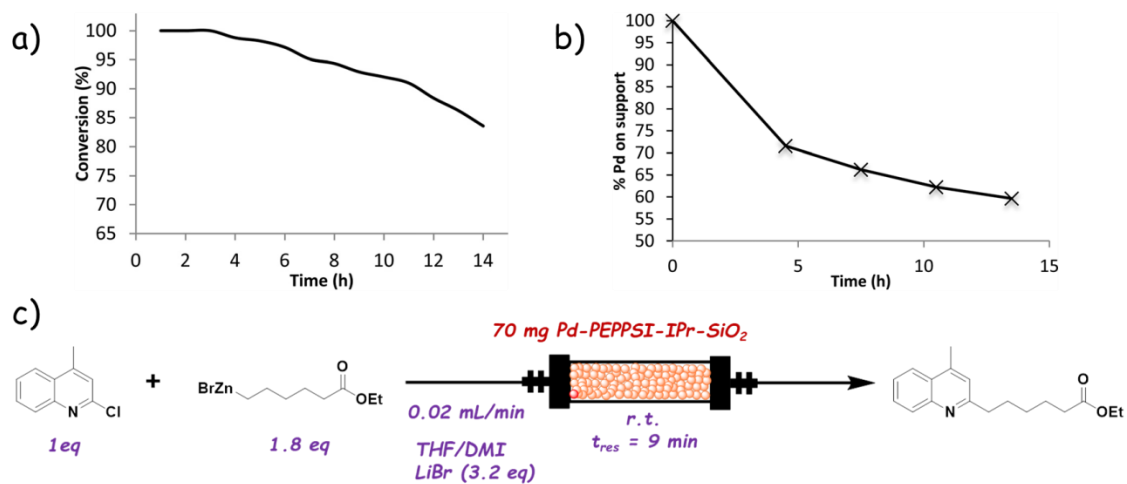 a)
Conversion (%)
100
95
90
85
80
75
70
65
0 2 4 6 8 10 12 14
Time (h)
b)
% Pd on support
100
95
90
85
80
75
70
65
60
55
50
0 5 10 15
Time (h)
c)
70 mg Pd-PEPPSI-IPr-SiO2
N Cl
1eq
+
BrZn O OEt
1.8 eq
0.02 mL/min
THF/DMI
LiBr (3.2 eq)
r.t.
tres = 9 min
N O OEt